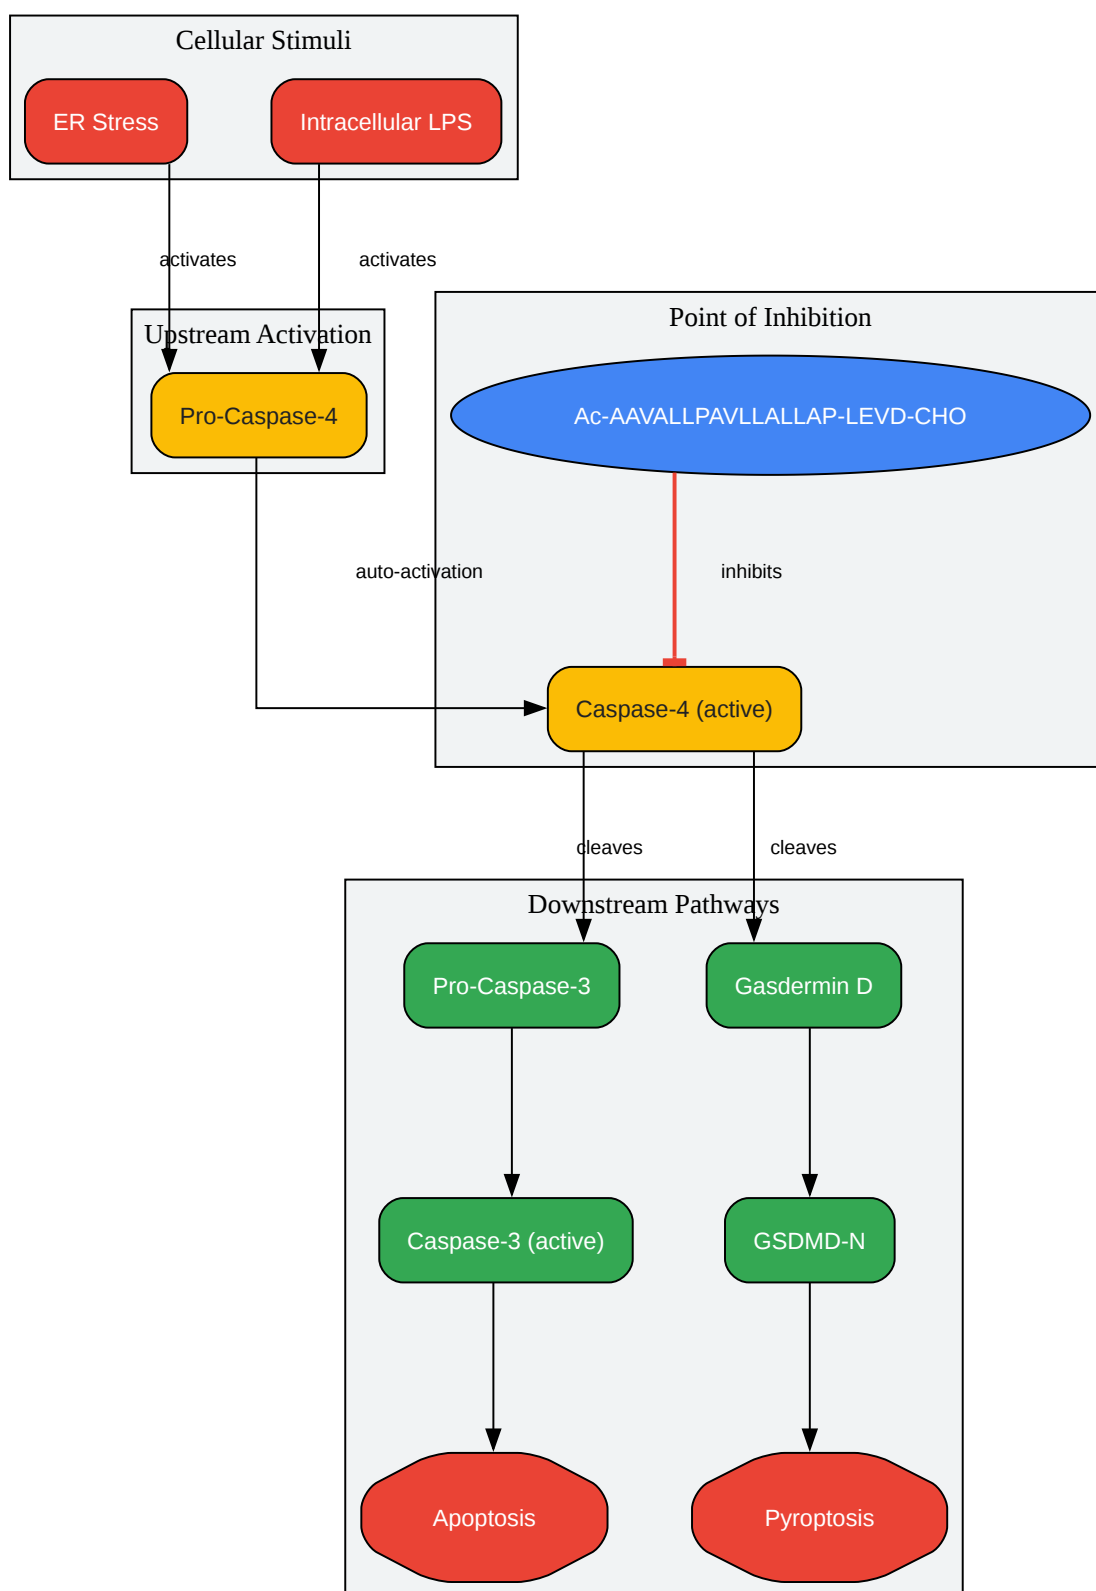 Cellular Stimuli
ER Stress
Intracellular LPS
activates
activates
Upstream Activation
Pro-Caspase-4
Point of Inhibition
Ac-AAVALLPAVLLALLAP-LEVD-CHO
auto-activation
inhibits
Caspase-4 (active)
cleaves
cleaves
Downstream Pathways
Pro-Caspase-3
Gasdermin D
Caspase-3 (active)
GSDMD-N
Apoptosis
Pyroptosis